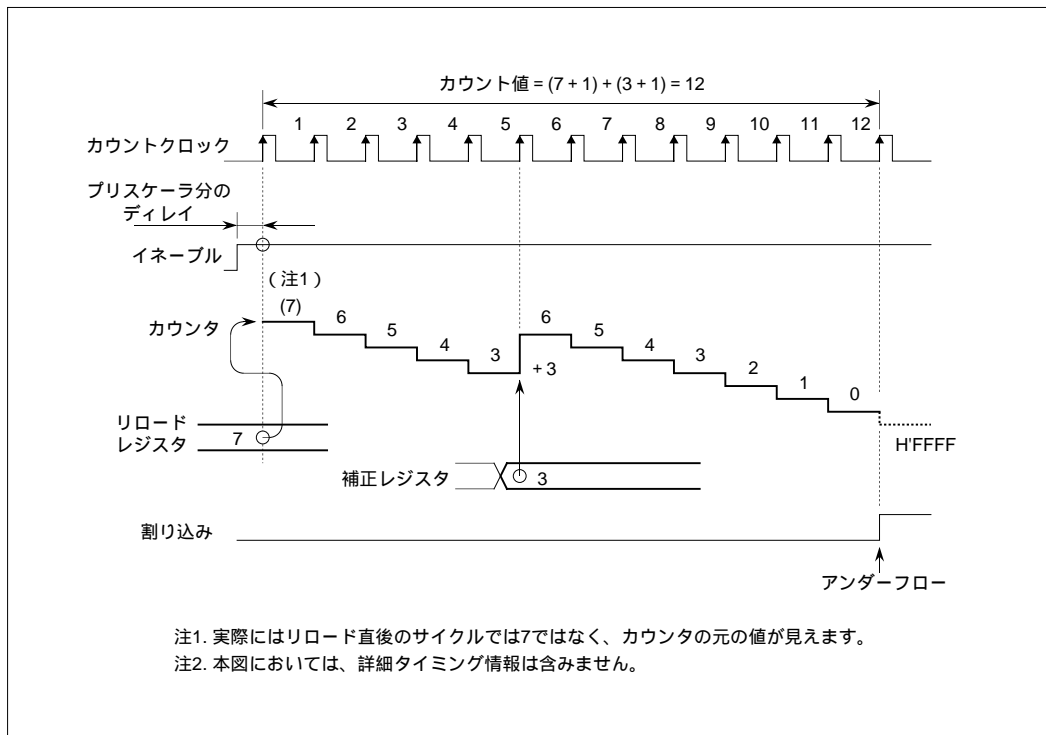 カウント値 = (7 + 1) + (3 + 1) = 12
1 2 3 4 5 6 7 8 9 10 11 12
カウントクロック
プリスケーラ分の
ディレイ
イネーブル
(注1)
(7) 6 5 4 3 6 5 4 3 2 1 0
カウンタ
+ 3
リロード
レジスタ
7
H'FFFF
補正レジスタ
3
割り込み
アンダーフロー
注1. 実際にはリロード直後のサイクルでは7ではなく、カウンタの元の値が見えます。
注2. 本図においては、詳細タイミング情報は含みません。